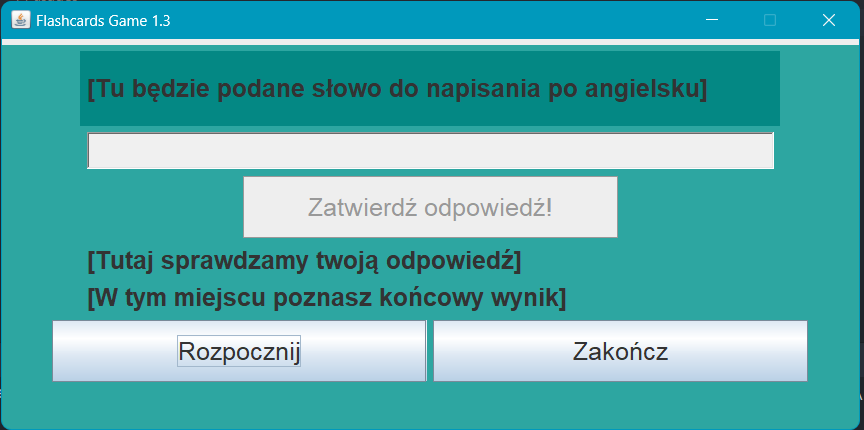 Flashcards Game 1.3
[Tu będzie podane słowo do napisania po angielsku]
Zatwierdź odpowiedź!
[Tutaj sprawdzamy twoją odpowiedź]
[W tym miejscu poznasz końcowy wynik]
Rozpocznij
Zakończ